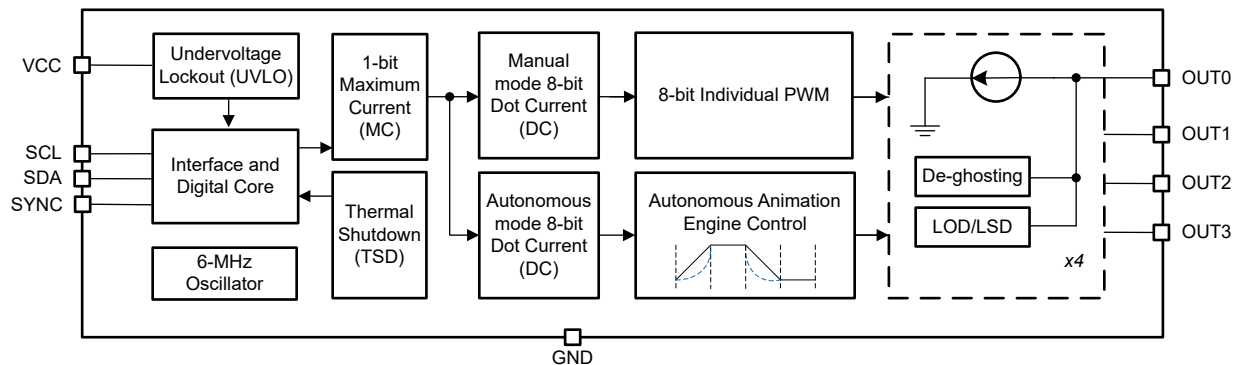 VCC
SCL
SDA
SYNC
Undervoltage
Lockout (UVLO)
Interface and
Digital Core
6-MHz
Oscillator
1-bit
Maximum
Current
(MC)
Thermal
Shutdown
(TSD)
Manual
mode 8-bit
Dot Current
(DC)
Autonomous
mode 8-bit
Dot Current
(DC)
8-bit Individual PWM
Autonomous Animation
Engine Control
De-ghosting
LOD/LSD
x4
OUT0
OUT1
OUT2
OUT3
GND